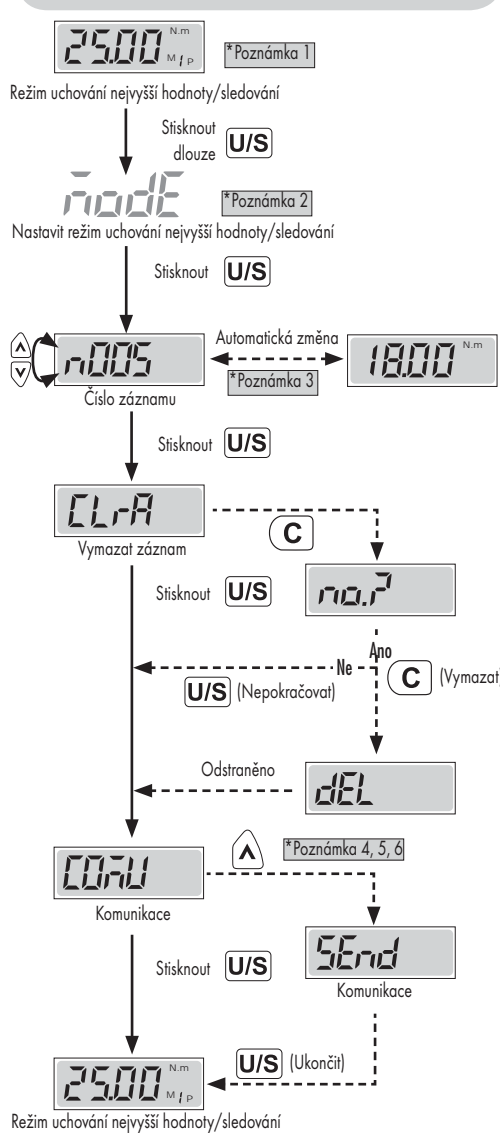 25.00 N.m M/P
*Poznámka 1
Režim uchování nejvyšší hodnoty/sledování
Stisknout
dlouze U/S
modE
*Poznámka 2
Nastavit režim uchování nejvyšší hodnoty/sledování
Stisknout U/S
n005
Automatická změna
18.00 N.m
*Poznámka 3
Číslo záznamu
Stisknout U/S
CLrA
C
Vymazat záznam
Stisknout U/S
no.?
Ano
Ne
U/S (Nepokračovat)
C (Vymazat)
Odstraněno
dEL
*Poznámka 4, 5, 6
Komunikace
SEnd
Komunikace
Stisknout U/S
U/S (Ukončit)
25.00 N.m M/P
Režim uchování nejvyšší hodnoty/sledování